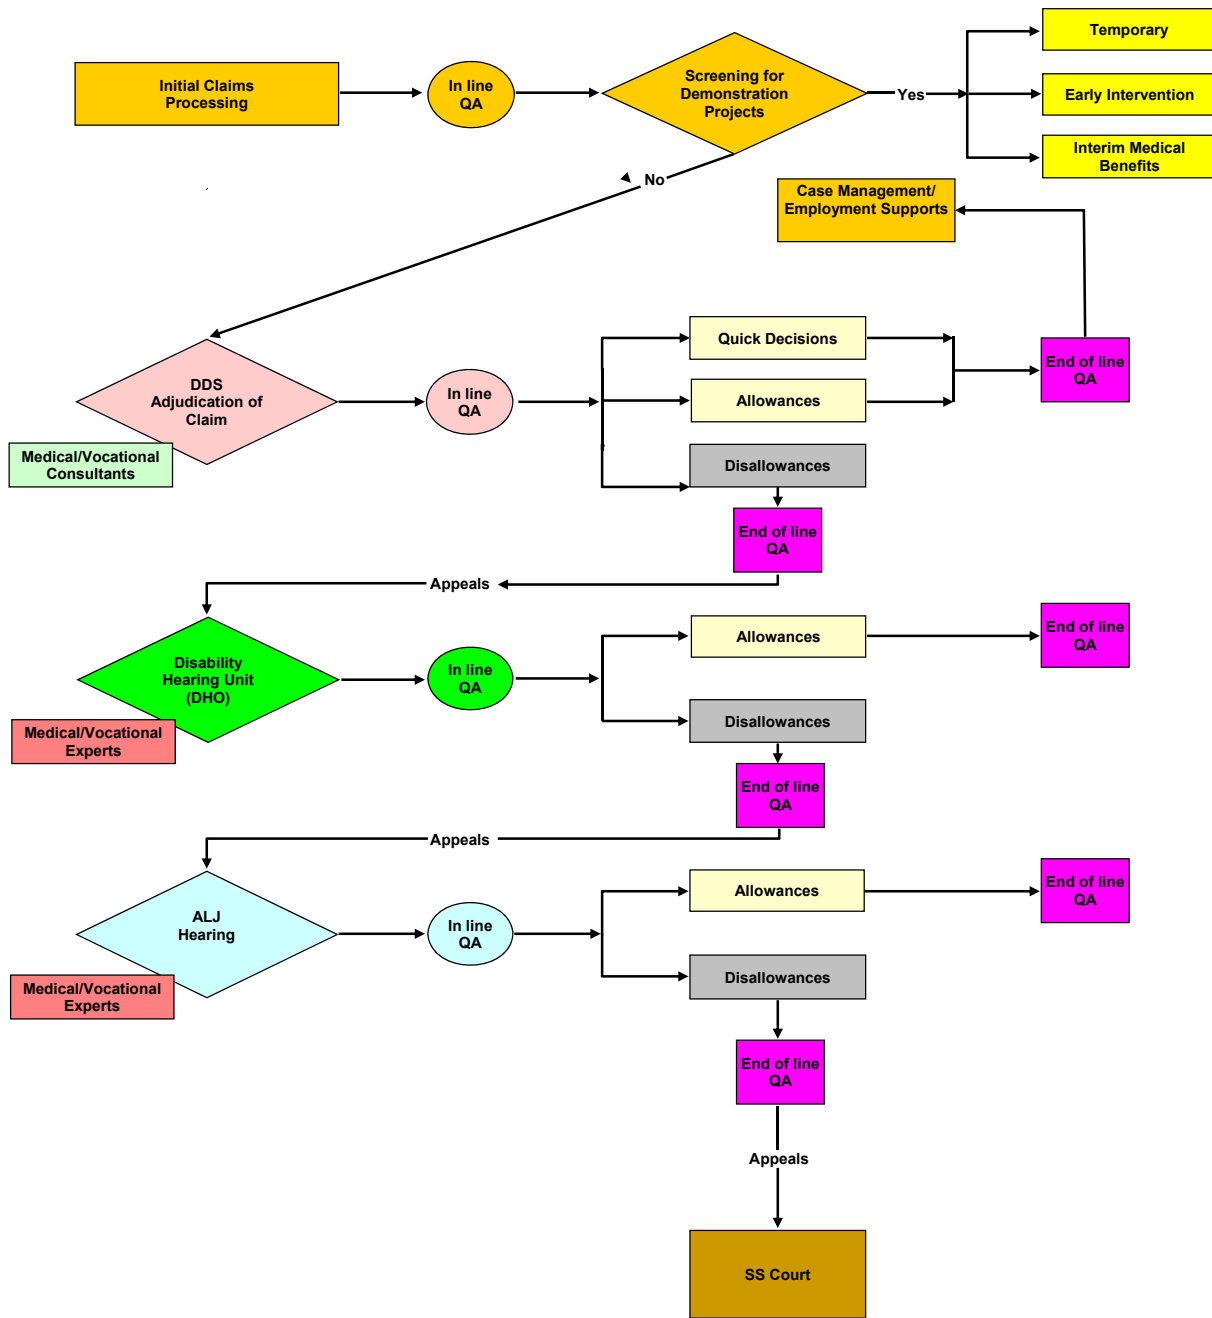 Initial Claims
Processing
In line
QA
Screening for
Demonstration
Projects
Yes
Temporary
Early Intervention
Interim Medical
Benefits
No
Case Management/
Employment Supports
DDS
Adjudication of
Claim
Medical/Vocational
Consultants
In line
QA
Quick Decisions
Allowances
Disallowances
End of line
QA
End of line
QA
Appeals
Disability
Hearing Unit
(DHO)
Medical/Vocational
Experts
In line
QA
Allowances
Disallowances
End of line
QA
End of line
QA
Appeals
ALJ
Hearing
Medical/Vocational
Experts
In line
QA
Allowances
Disallowances
End of line
QA
End of line
QA
Appeals
SS Court